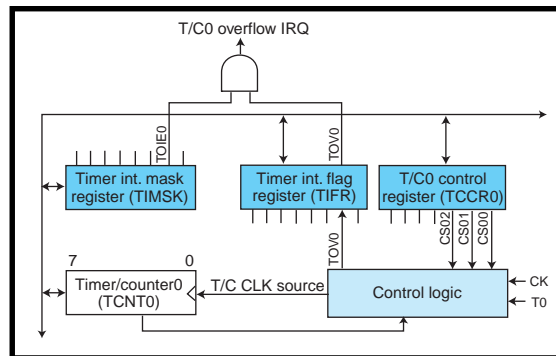 T/C0 overflow IRQ
TOIE0
TOV0
Timer int. mask
register (TIMSK)
Timer int. flag
register (TIFR)
T/C0 control
register (TCCR0)
TOV0
CS02
CS01
CS00
7 0
Timer/counter0
(TCNT0)
T/C CLK source
Control logic
CK
T0